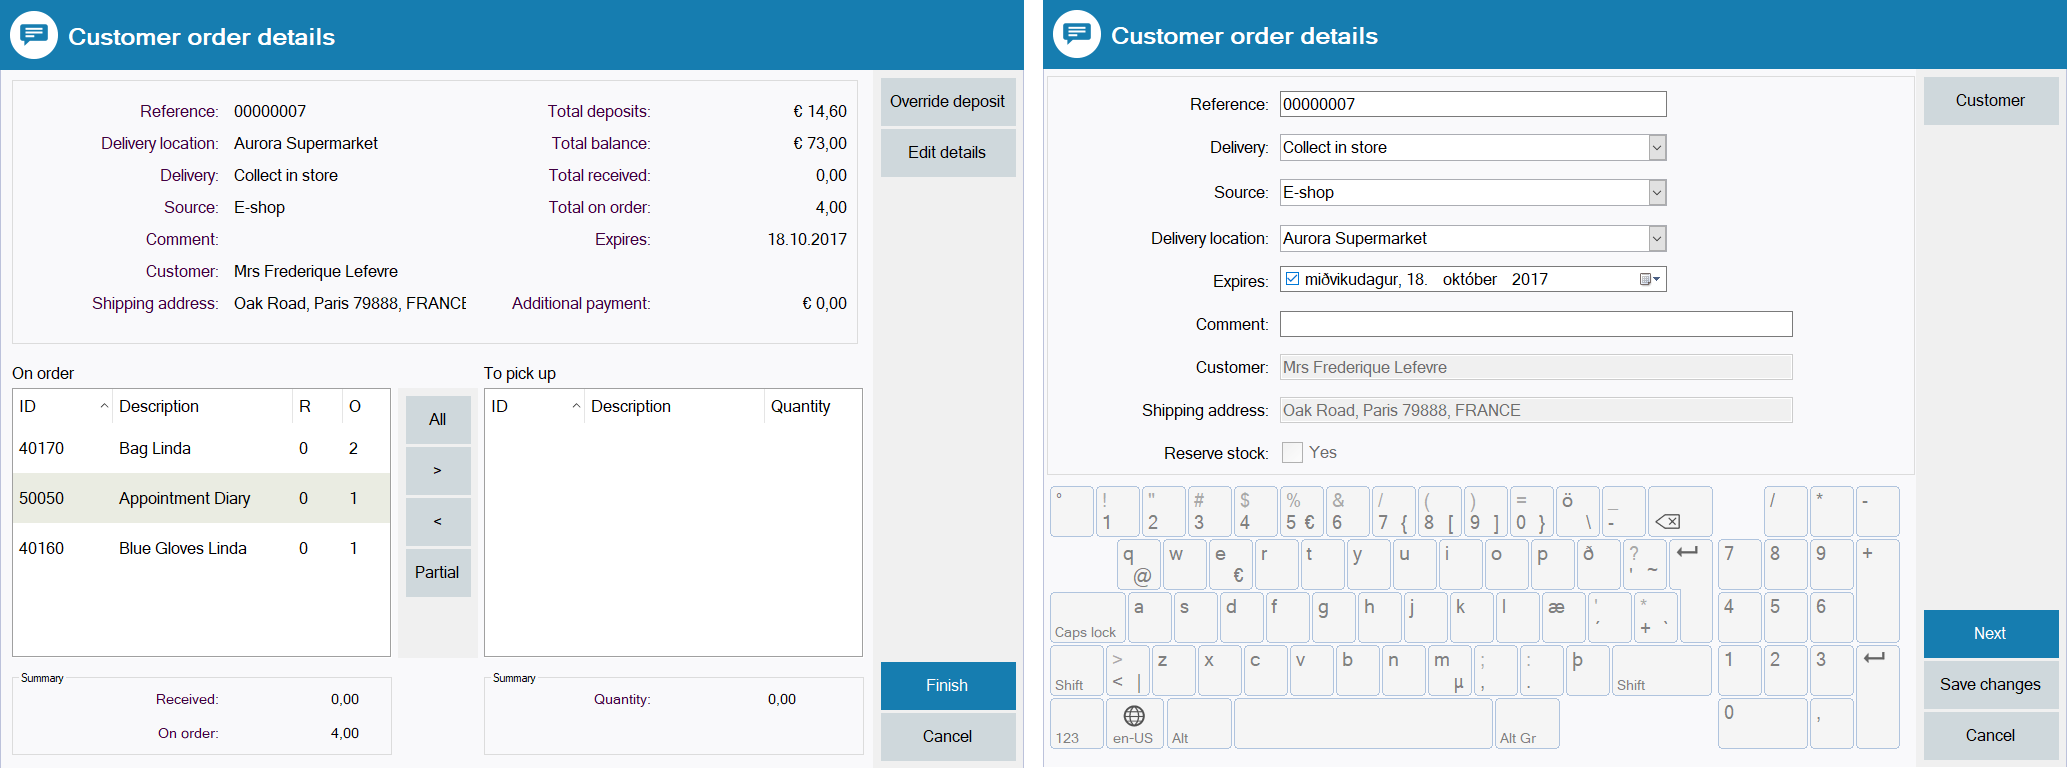 Customer order details
Reference: 00000007 Total deposits: € 14,60
Delivery location: Aurora Supermarket Total balance: € 73,00
Delivery: Collect in store Total received: 0,00
Source: E-shop Total on order: 4,00
Comment: Expires: 18.10.2017
Customer: Mrs Frederique Lefevre
Shipping address: Oak Road, Paris 79888, FRANCE Additional payment: € 0,00
Override deposit
Edit details
On order
ID Description R O
40170 Bag Linda 0 2
50050 Appointment Diary 0 1
40160 Blue Gloves Linda 0 1
All
>
<
Partial
To pick up
ID Description Quantity
Summary
Received: 0,00
On order: 4,00
Summary
Quantity: 0,00
Finish
Cancel
Customer order details
Reference: 00000007
Delivery: Collect in store
Source: E-shop
Delivery location: Aurora Supermarket
Expires: miðvikudagur, 18. október 2017
Comment:
Customer: Mrs Frederique Lefevre
Shipping address: Oak Road, Paris 79888, FRANCE
Reserve stock: Yes
Customer
° ! " # $ % & / ( ) = ö _ / * -
1 2 3 4 5 € 6 7 { 8 [ 9 ] 0 } \ -
q w e r t y u i o p ð ? 7 8 9 +
@ € ' ~
a s d f g h j k l æ ' * 4 5 6
Caps lock ´ + `
> z x c v b n m ; : þ 1 2 3
Shift < | µ , . Shift
0 ,
123 en-US Alt Alt Gr
Next
Save changes
Cancel